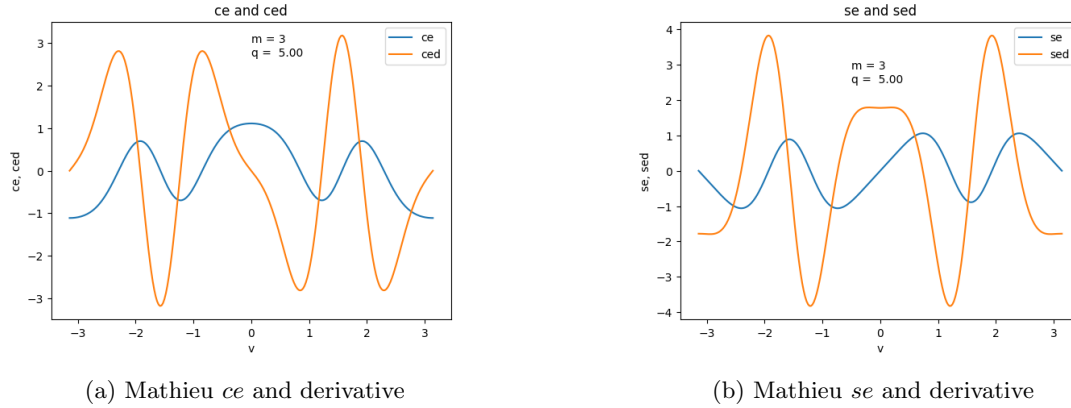 ce and ced
m = 3
q =  5.00
ce
ced
ce, ced
3
2
1
0
−1
−2
−3
−3
−2
−1
0
1
2
3
v
(a) Mathieu ce and derivative
se and sed
m = 3
q =  5.00
se
sed
se, sed
4
3
2
1
0
−1
−2
−3
−4
−3
−2
−1
0
1
2
3
v
(b) Mathieu se and derivative